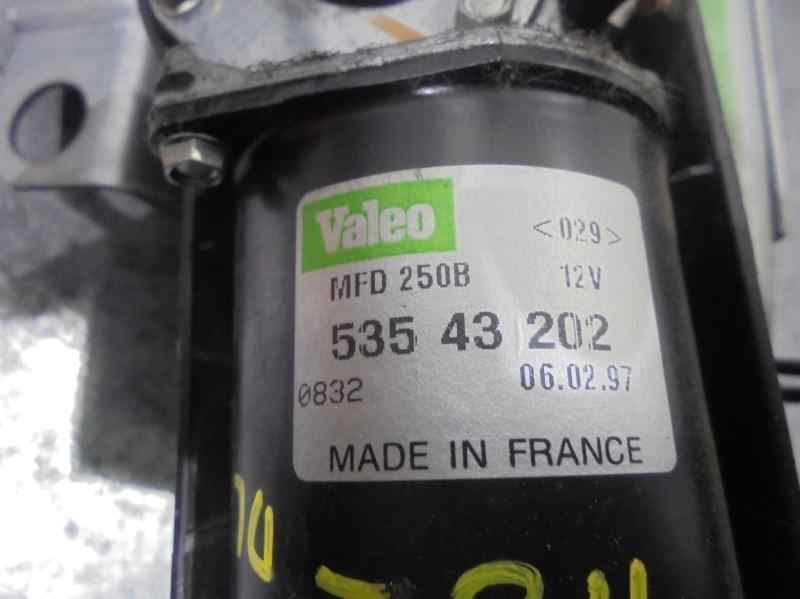 Valeo <029>
MFD 250B 12V
535 43 202
0832 06.02.97
MADE IN FRANCE